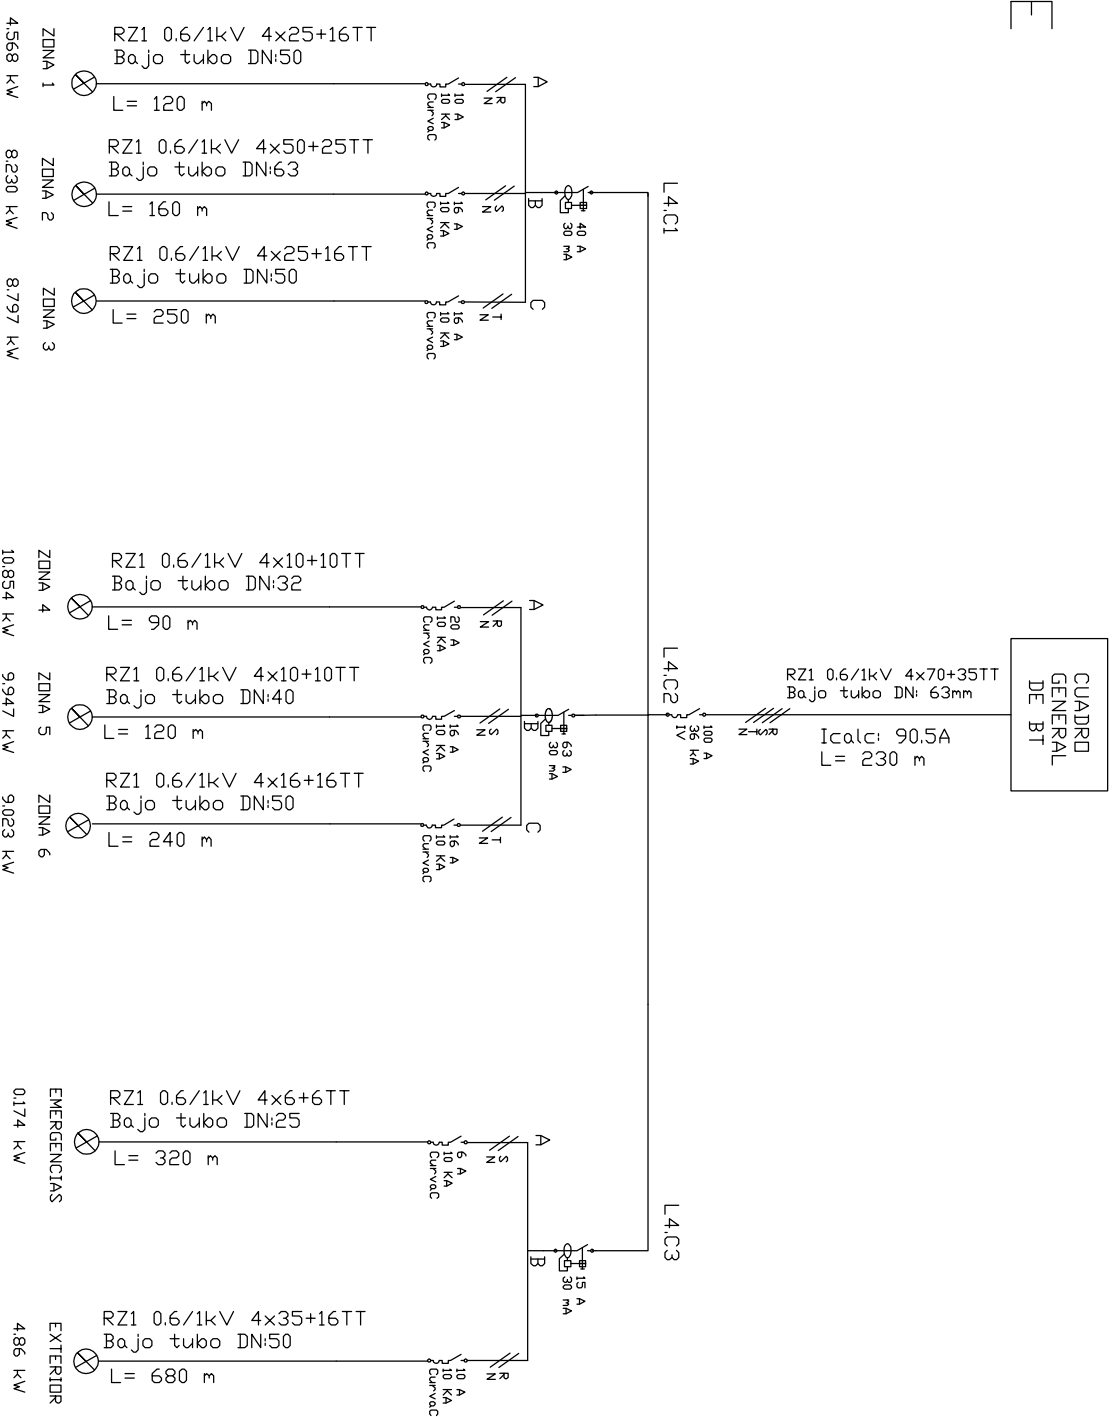 E
CUADRO
GENERAL
DE BT
RZ1 0.6/1kV 4x70+35TT
Bajo tubo DN: 63mm
Icalc: 90.5A
L= 230 m
R
S
T
N
100 A
36 kA
IV
L4.C1
40 A
30 mA
A
R
N
10 A
10 KA
CurvaC
RZ1 0.6/1kV 4x25+16TT
Bajo tubo DN:50
L= 120 m
ZONA 1
4.568 kW
B
S
N
16 A
10 KA
CurvaC
RZ1 0.6/1kV 4x50+25TT
Bajo tubo DN:63
L= 160 m
ZONA 2
8.230 kW
C
T
N
16 A
10 KA
CurvaC
RZ1 0.6/1kV 4x25+16TT
Bajo tubo DN:50
L= 250 m
ZONA 3
8.797 kW
L4.C2
63 A
30 mA
A
R
N
20 A
10 KA
CurvaC
RZ1 0.6/1kV 4x10+10TT
Bajo tubo DN:32
L= 90 m
ZONA 4
10.854 kW
B
S
N
16 A
10 KA
CurvaC
RZ1 0.6/1kV 4x10+10TT
Bajo tubo DN:40
L= 120 m
ZONA 5
9.947 kW
C
T
N
16 A
10 KA
CurvaC
RZ1 0.6/1kV 4x16+16TT
Bajo tubo DN:50
L= 240 m
ZONA 6
9.023 kW
L4.C3
15 A
30 mA
A
S
N
6 A
10 KA
CurvaC
RZ1 0.6/1kV 4x6+6TT
Bajo tubo DN:25
L= 320 m
EMERGENCIAS
0.174 kW
B
R
N
10 A
10 KA
CurvaC
RZ1 0.6/1kV 4x35+16TT
Bajo tubo DN:50
L= 680 m
EXTERIOR
4.86 kW